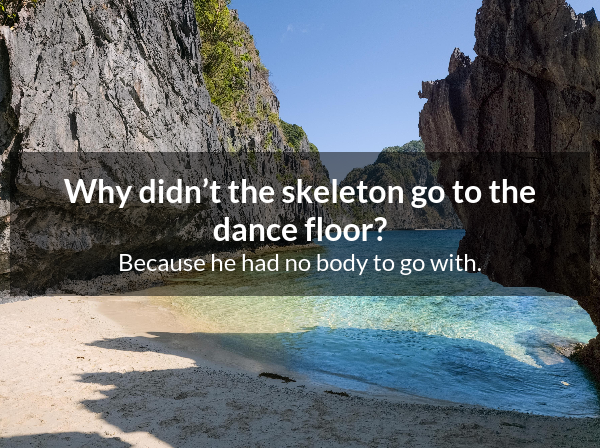 Why didn’t the skeleton go to the
dance floor?
Because he had no body to go with.